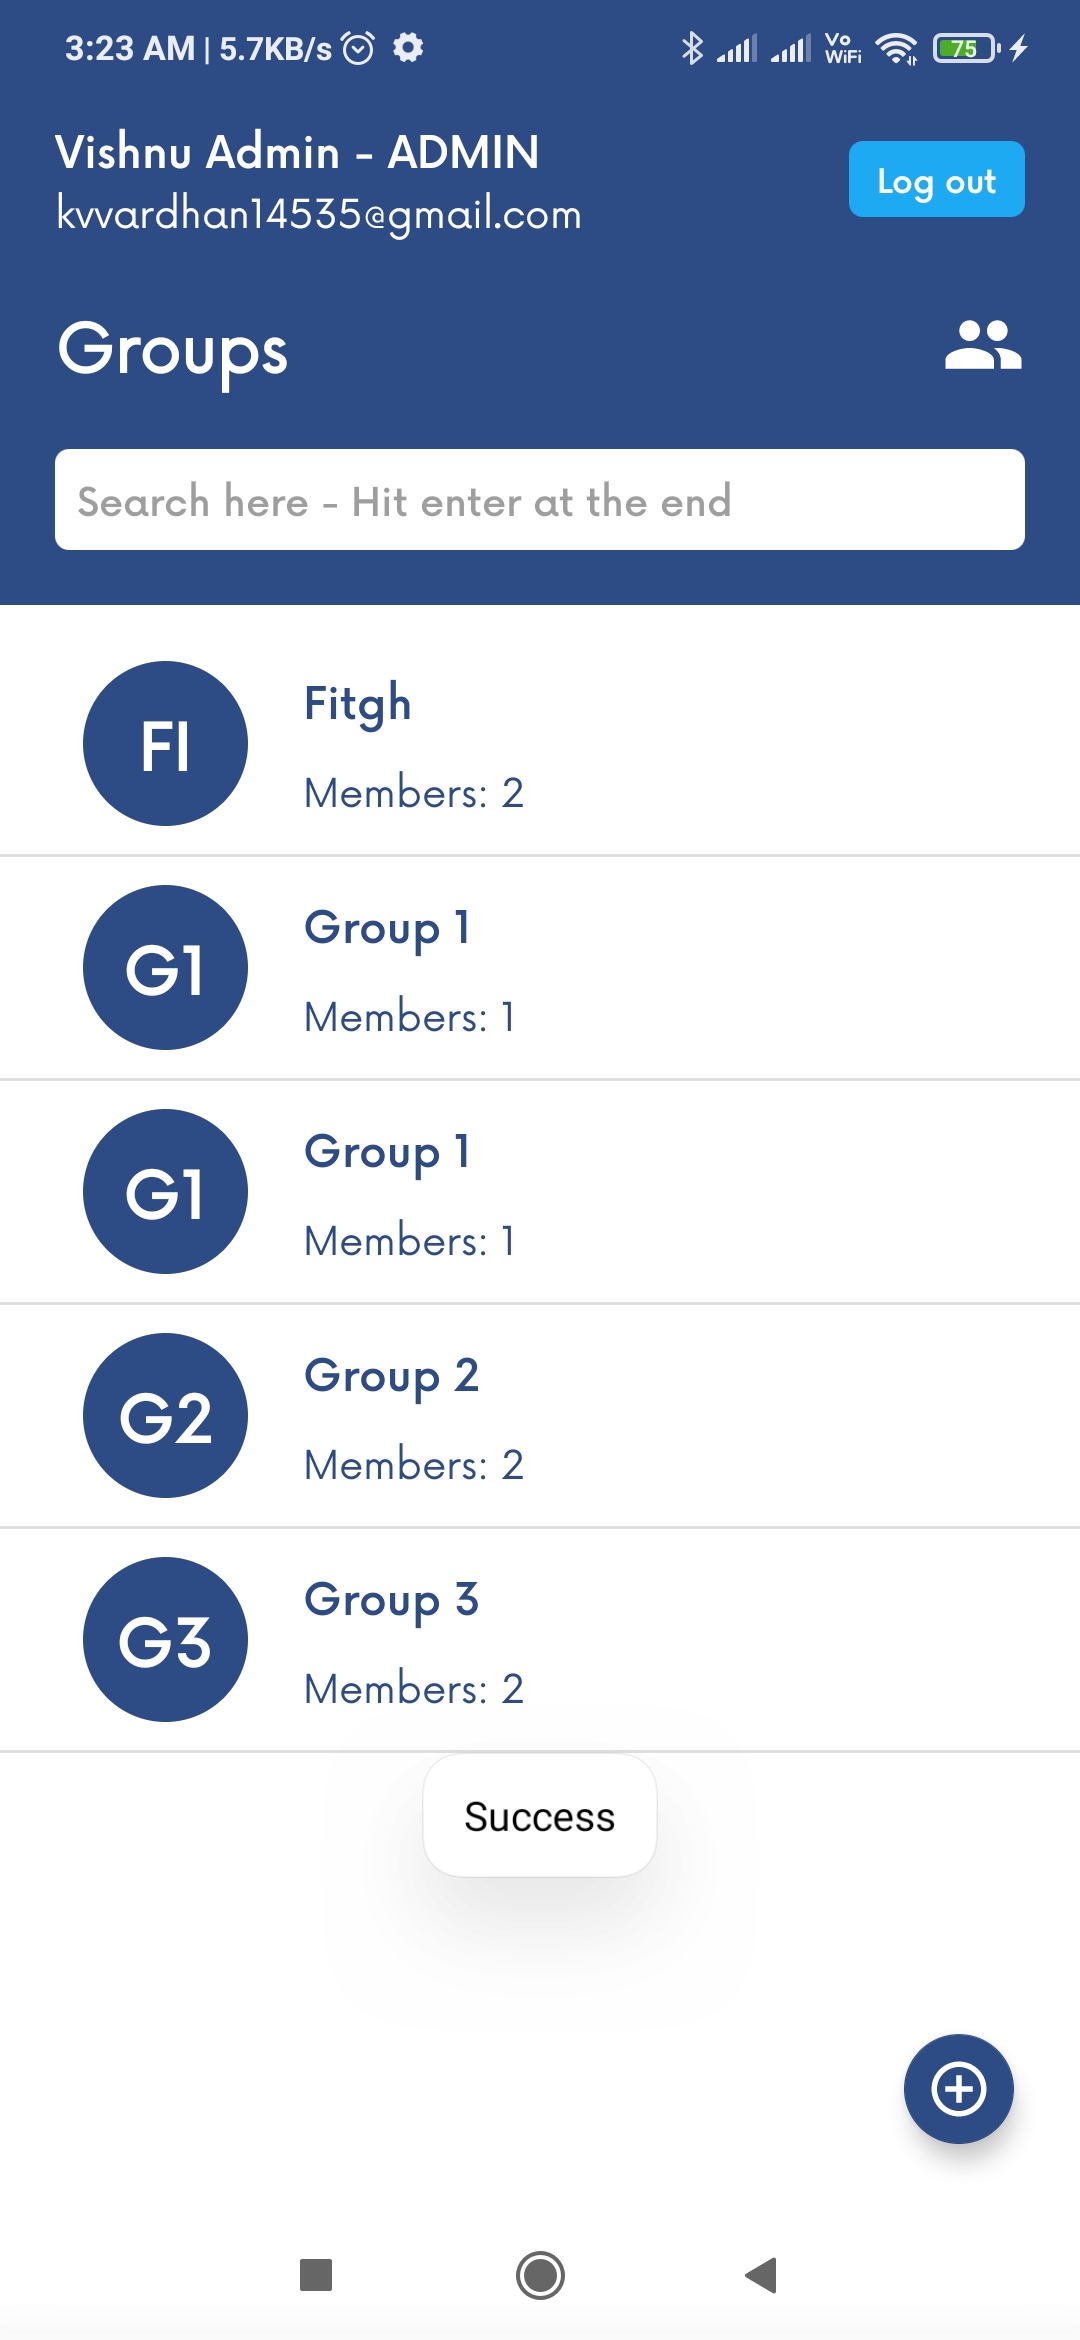 3:23 AM | 5.7KB/s
Vo
WiFi
75
Vishnu Admin - ADMIN
kvvardhan14535@gmail.com
Log out
Groups
Search here - Hit enter at the end
FI
Fitgh
Members: 2
G1
Group 1
Members: 1
G1
Group 1
Members: 1
G2
Group 2
Members: 2
G3
Group 3
Members: 2
Success